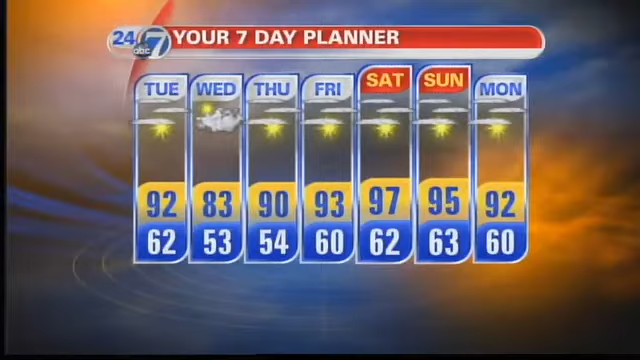 24 abc 7 YOUR 7 DAY PLANNER
TUE WED THU FRI SAT SUN MON
92 83 90 93 97 95 92
62 53 54 60 62 63 60